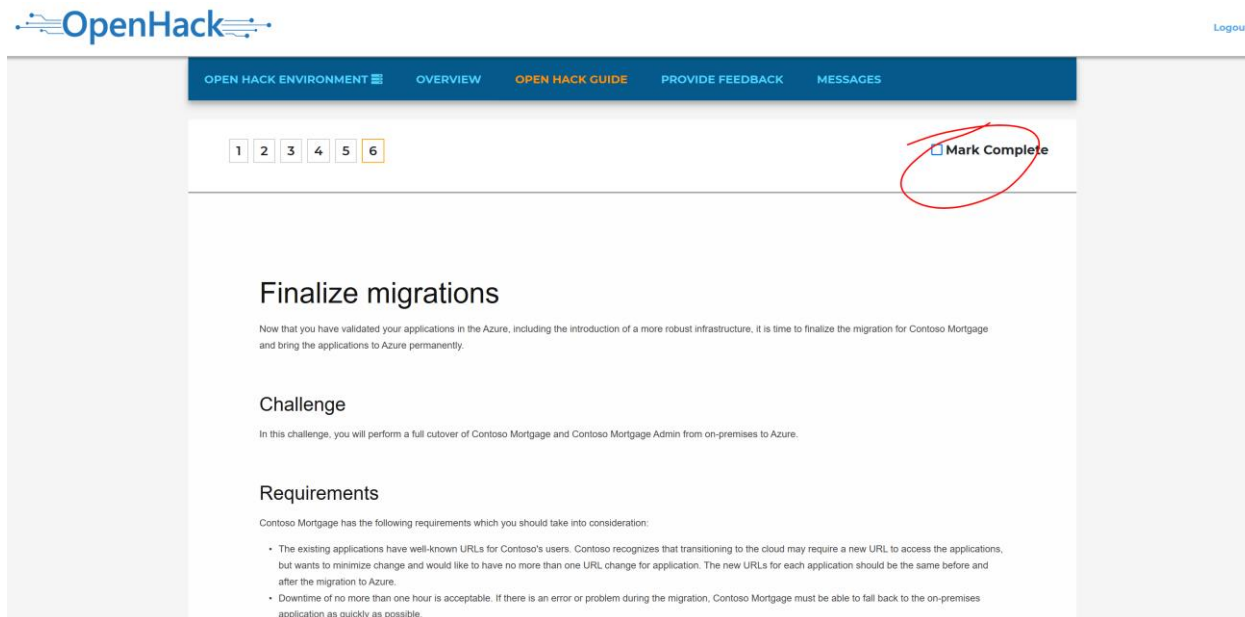 OpenHack
Logou
OPEN HACK ENVIRONMENT OVERVIEW OPEN HACK GUIDE PROVIDE FEEDBACK MESSAGES
1 2 3 4 5 6
Mark Complete
Finalize migrations
Now that you have validated your applications in the Azure, including the introduction of a more robust infrastructure, it is time to finalize the migration for Contoso Mortgage
and bring the applications to Azure permanently.
Challenge
In this challenge, you will perform a full cutover of Contoso Mortgage and Contoso Mortgage Admin from on-premises to Azure.
Requirements
Contoso Mortgage has the following requirements which you should take into consideration:
• The existing applications have well-known URLs for Contoso's users. Contoso recognizes that transitioning to the cloud may require a new URL to access the applications,
but wants to minimize change and would like to have no more than one URL change for application. The new URLs for each application should be the same before and
after the migration to Azure.
• Downtime of no more than one hour is acceptable. If there is an error or problem during the migration, Contoso Mortgage must be able to fall back to the on-premises
application as quickly as possible.